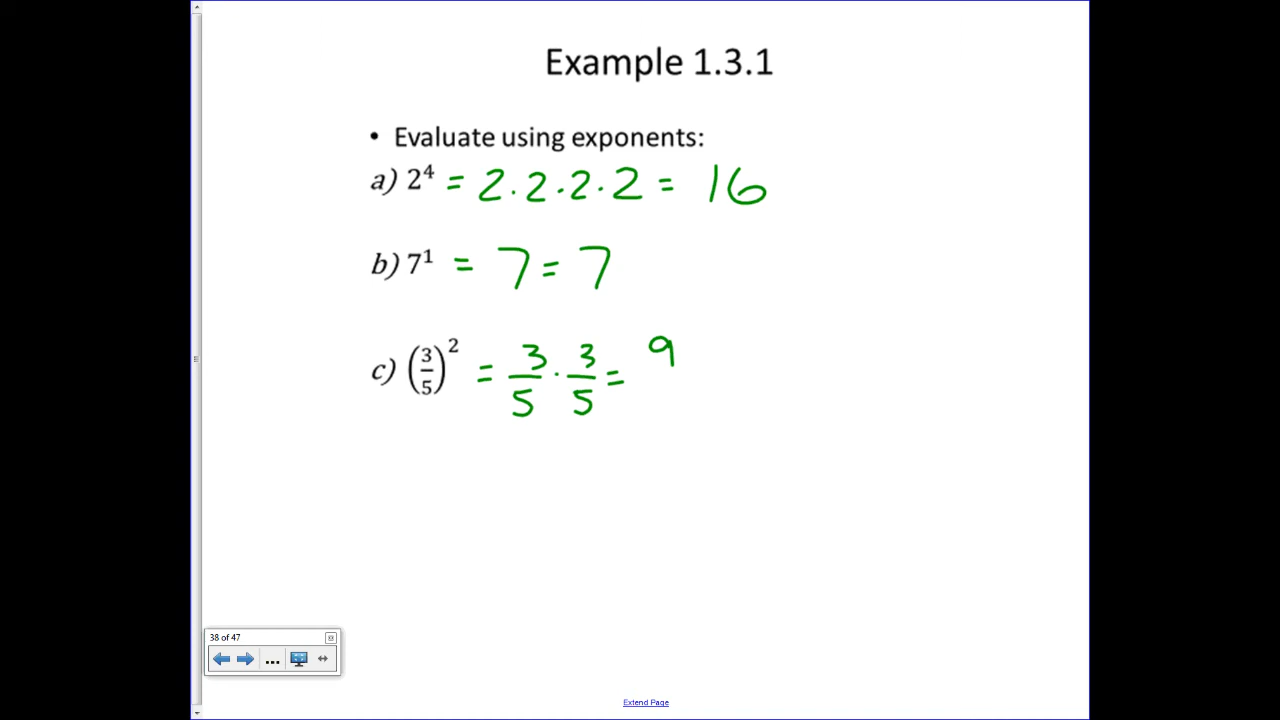 Example 1.3.1
• Evaluate using exponents:
a) 2⁴ = 2 · 2 · 2 · 2 = 16
b) 7¹ = 7 = 7
c) (3/5)² = 3/5 · 3/5 = 9
38 of 47
...
Extend Page